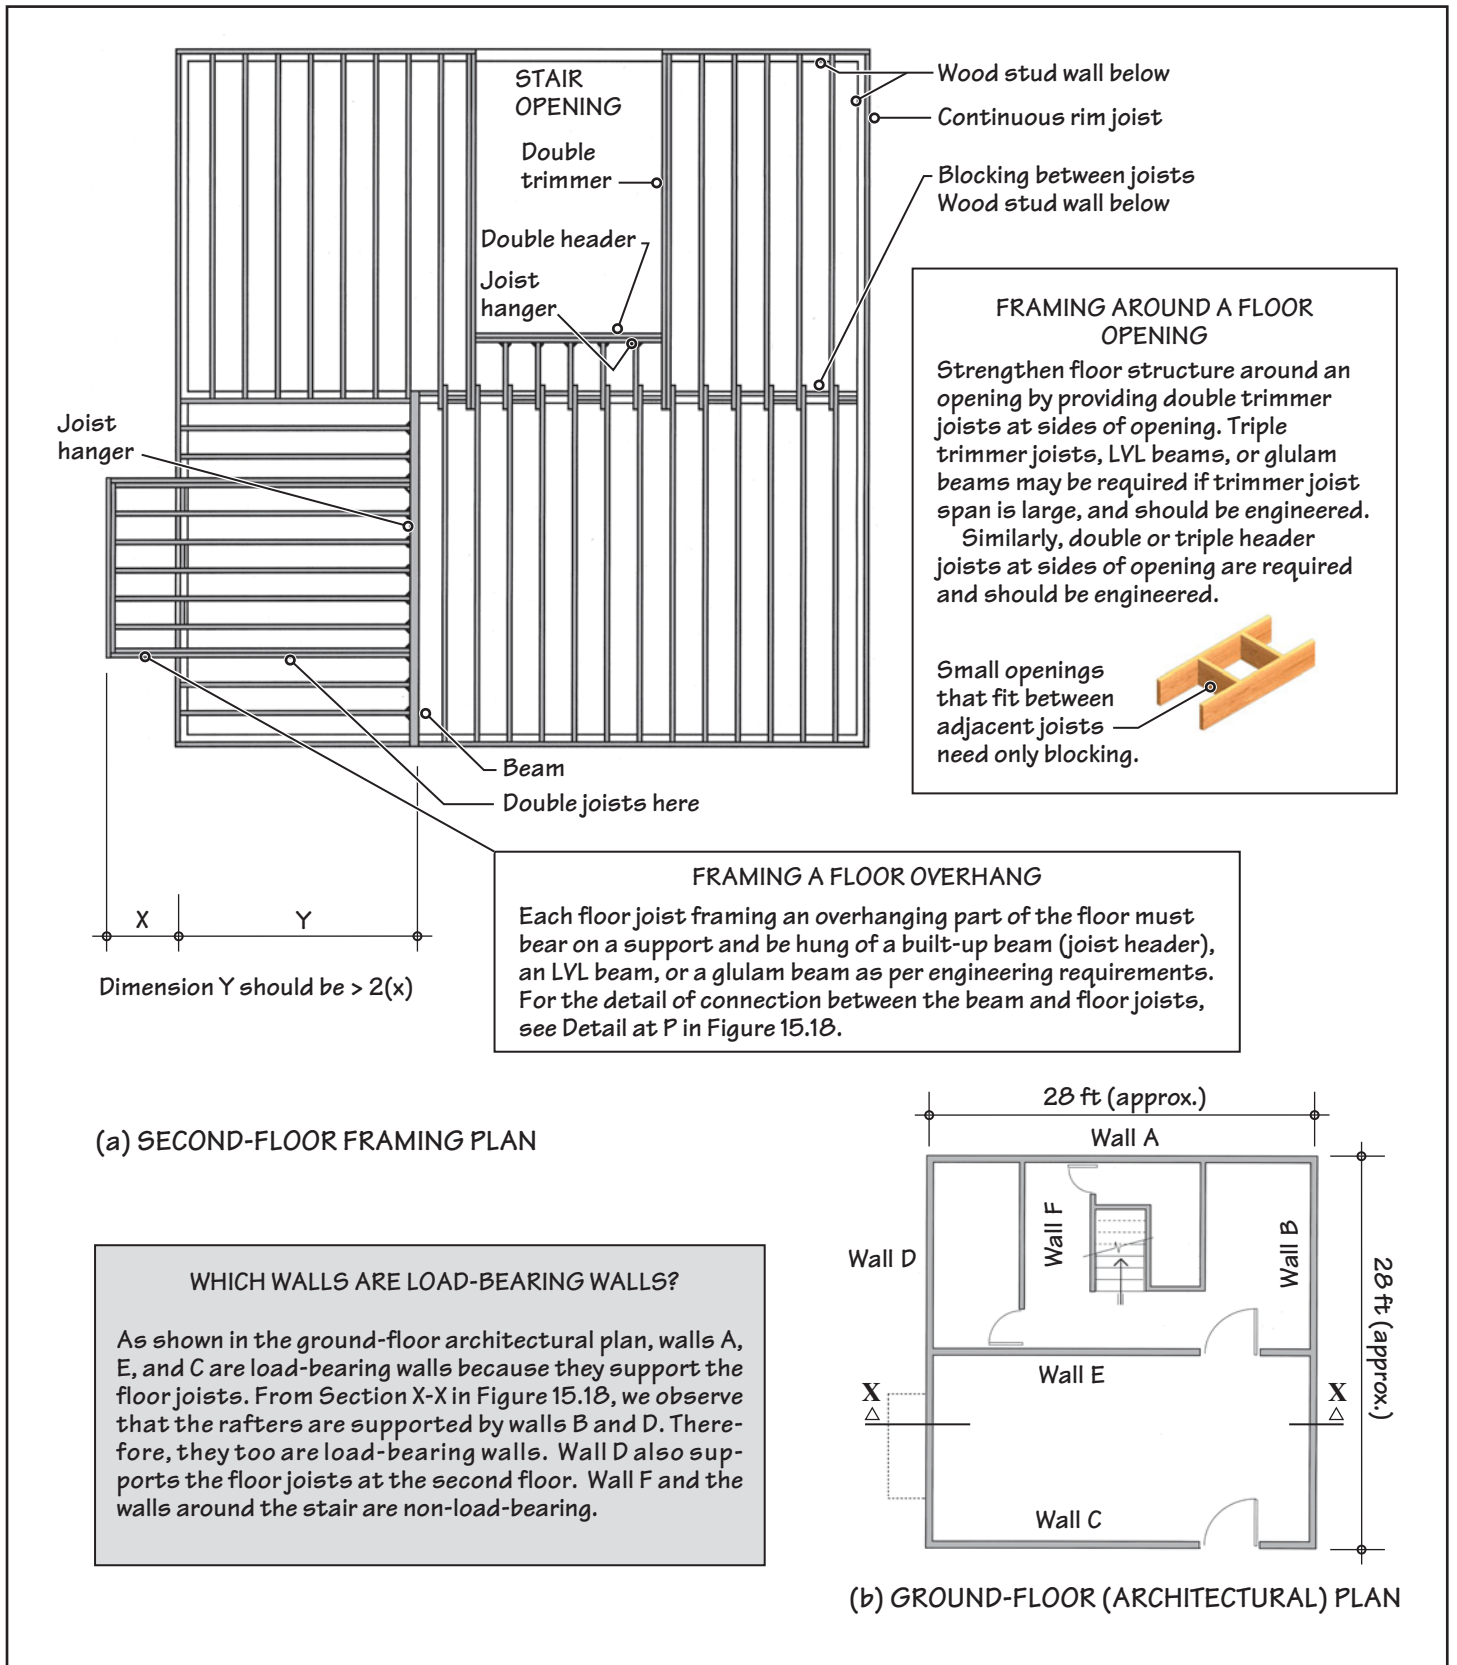 STAIR
OPENING
Double
trimmer
Double header
Joist
hanger
Wood stud wall below
Continuous rim joist
Blocking between joists
Wood stud wall below
FRAMING AROUND A FLOOR
OPENING
Strengthen floor structure around an
opening by providing double trimmer
joists at sides of opening. Triple
trimmer joists, LVL beams, or glulam
beams may be required if trimmer joist
span is large, and should be engineered.
Similarly, double or triple header
joists at sides of opening are required
and should be engineered.
Small openings
that fit between
adjacent joists
need only blocking.
Joist
hanger
Beam
Double joists here
X
Y
Dimension Y should be > 2(x)
FRAMING A FLOOR OVERHANG
Each floor joist framing an overhanging part of the floor must
bear on a support and be hung of a built-up beam (joist header),
an LVL beam, or a glulam beam as per engineering requirements.
For the detail of connection between the beam and floor joists,
see Detail at P in Figure 15.18.
(a) SECOND-FLOOR FRAMING PLAN
WHICH WALLS ARE LOAD-BEARING WALLS?
As shown in the ground-floor architectural plan, walls A,
E, and C are load-bearing walls because they support the
floor joists. From Section X-X in Figure 15.18, we observe
that the rafters are supported by walls B and D. There-
fore, they too are load-bearing walls. Wall D also sup-
ports the floor joists at the second floor. Wall F and the
walls around the stair are non-load-bearing.
28 ft (approx.)
Wall A
Wall D
Wall F
Wall B
28 ft (approx.)
Wall E
X
X
Wall C
(b) GROUND-FLOOR (ARCHITECTURAL) PLAN